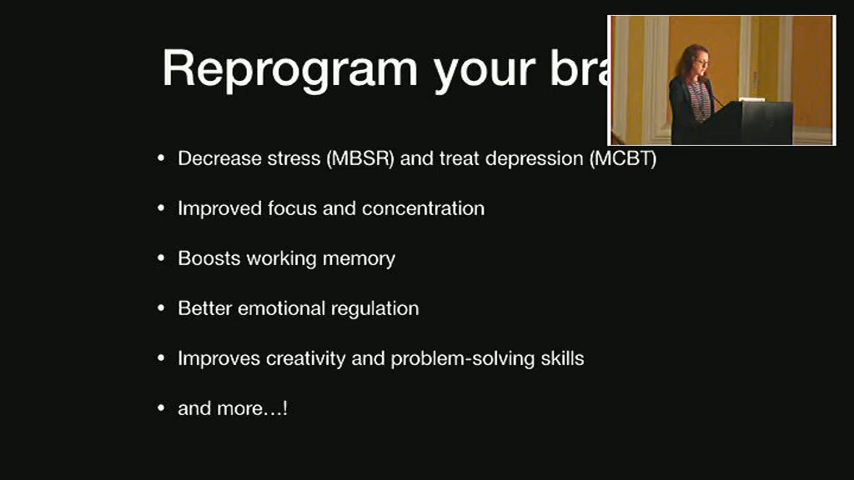 Reprogram your bra
• Decrease stress (MBSR) and treat depression (MCBT)
• Improved focus and concentration
• Boosts working memory
• Better emotional regulation
• Improves creativity and problem-solving skills
• and more…!